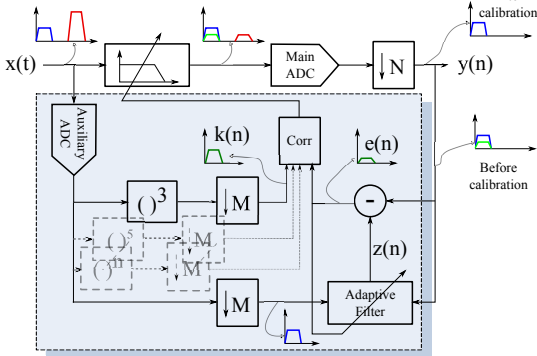 calibration
x(t)
Main
ADC
↓ N
y(n)
Auxiliary
ADC
k(n)
Corr
e(n)
Before
calibration
( )³
↓ M
-
( )⁵
↓ M
( )ⁿ
↓ M
z(n)
↓ M
Adaptive
Filter